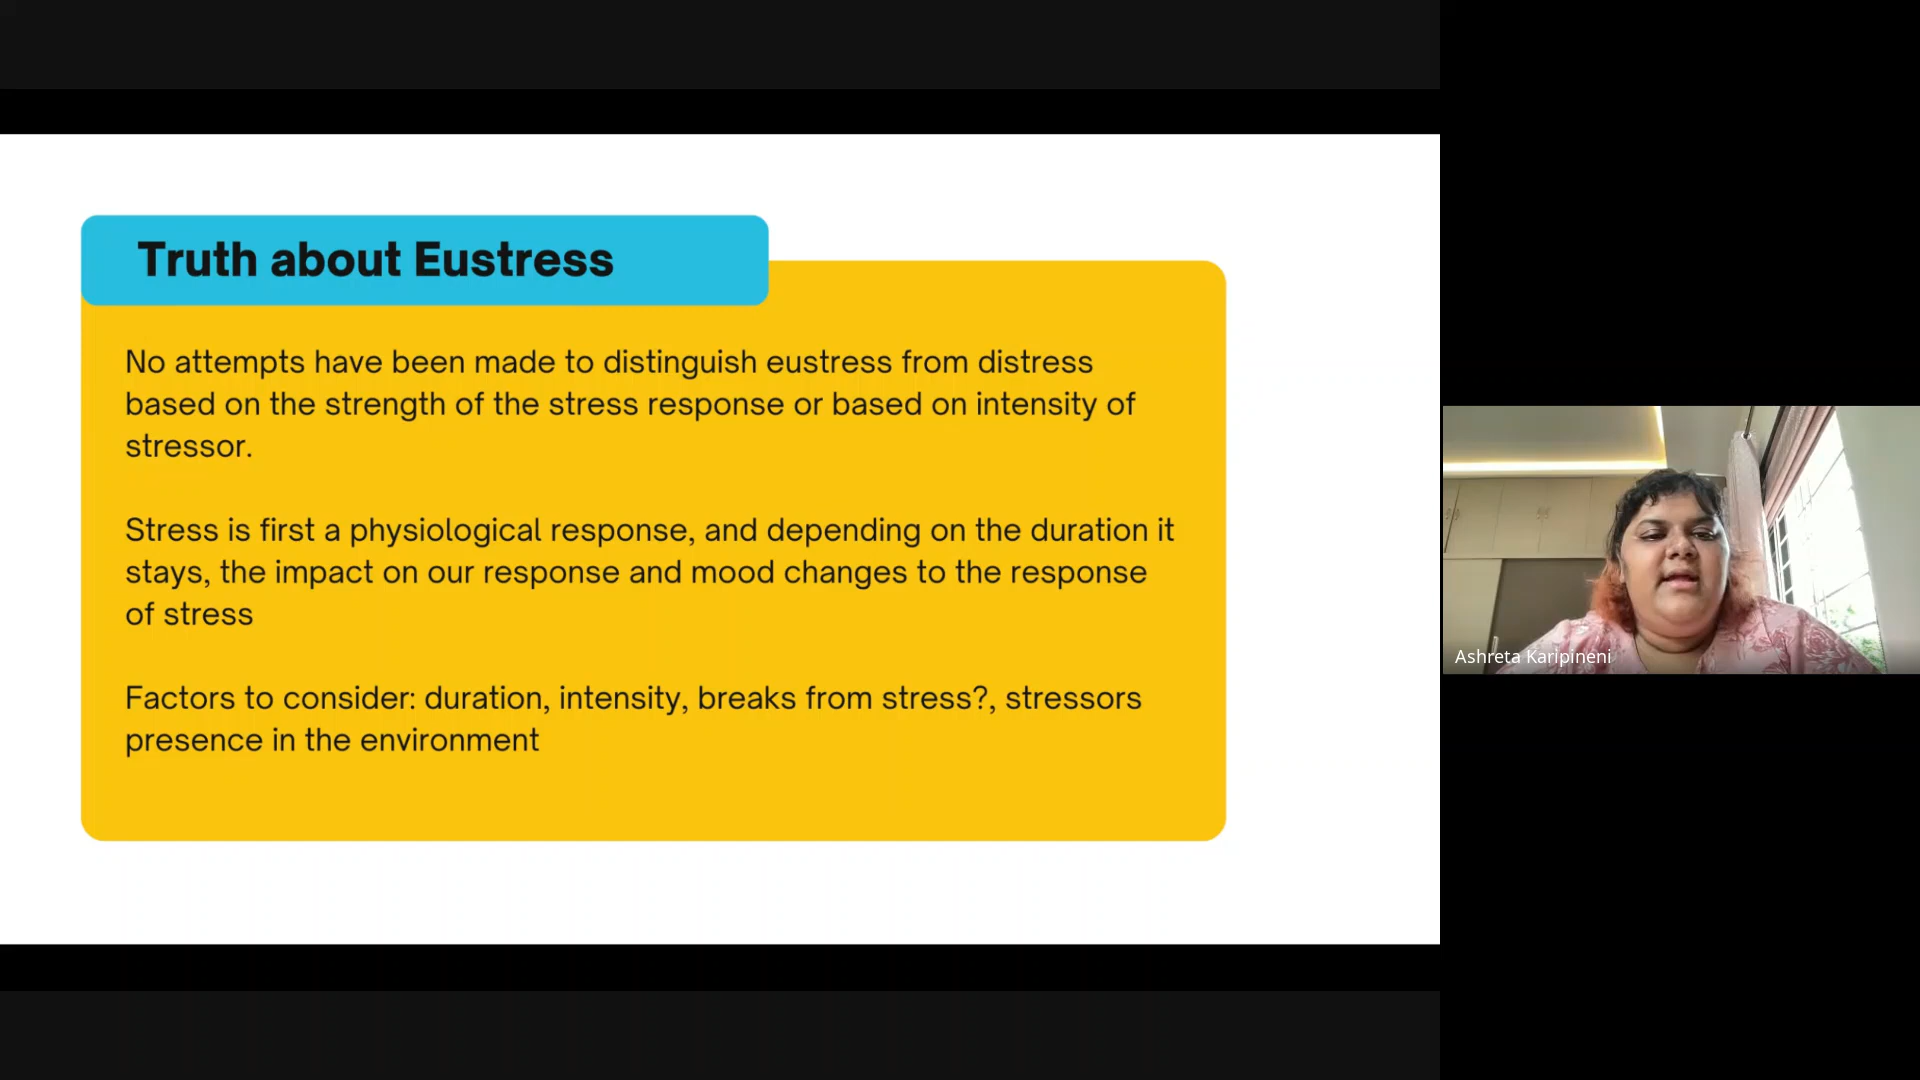 Truth about Eustress
No attempts have been made to distinguish eustress from distress
based on the strength of the stress response or based on intensity of
stressor.
Stress is first a physiological response, and depending on the duration it
stays, the impact on our response and mood changes to the response
of stress
Factors to consider: duration, intensity, breaks from stress?, stressors
presence in the environment
Ashreta Karipineni